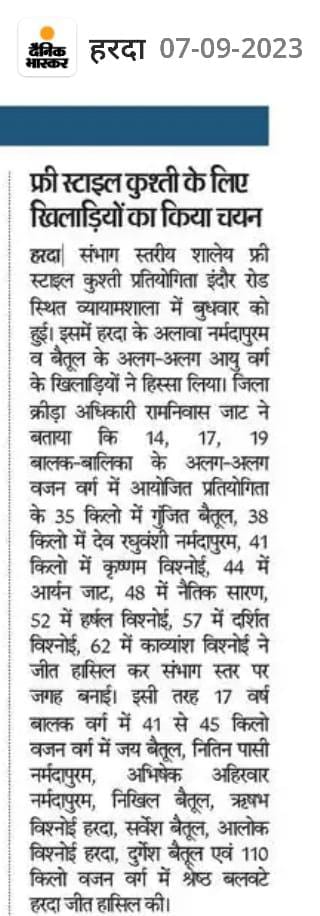 दैनिक
भास्कर
हरदा 07-09-2023
फ्री स्टाइल कुश्ती के लिए
खिलाड़ियों का किया चयन
हरदा| संभाग स्तरीय शालेय फ्री
स्टाइल कुश्ती प्रतियोगिता इंदौर रोड
स्थित व्यायामशाला में बुधवार को
हुई। इसमें हरदा के अलावा नर्मदापुरम
व बैतूल के अलग-अलग आयु वर्ग
के खिलाड़ियों ने हिस्सा लिया। जिला
क्रीड़ा अधिकारी रामनिवास जाट ने
बताया कि 14, 17, 19
बालक-बालिका के अलग-अलग
वजन वर्ग में आयोजित प्रतियोगिता
के 35 किलो में गुंजित बैतूल, 38
किलो में देव रघुवंशी नर्मदापुरम, 41
किलो में कृष्णम विश्नोई, 44 में
आर्यन जाट, 48 में नैतिक सारण,
52 में हर्षल विश्नोई, 57 में दर्शित
विश्नोई, 62 में काव्यांश विश्नोई ने
जीत हासिल कर संभाग स्तर पर
जगह बनाई। इसी तरह 17 वर्ष
बालक वर्ग में 41 से 45 किलो
वजन वर्ग में जय बैतूल, नितिन पासी
नर्मदापुरम, अभिषेक अहिरवार
नर्मदापुरम, निखिल बैतूल, ऋषभ
विश्नोई हरदा, सर्वेश बैतूल, आलोक
विश्नोई हरदा, दुर्गेश बैतूल एवं 110
किलो वजन वर्ग में श्रेष्ठ बलवटे
हरदा जीत हासिल की।